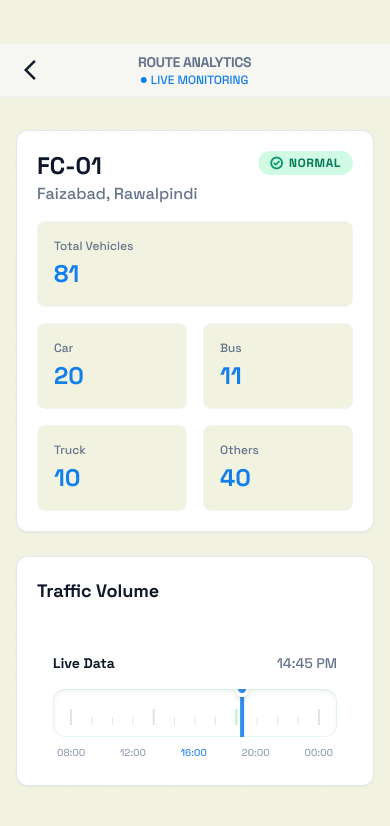 ROUTE ANALYTICS
LIVE MONITORING
FC-01
NORMAL
Faizabad, Rawalpindi
Total Vehicles
81
Car
20
Bus
11
Truck
10
Others
40
Traffic Volume
Live Data
14:45 PM
08:00 12:00 16:00 20:00 00:00